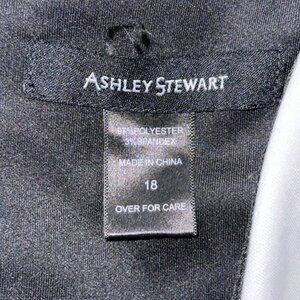 ASHLEY STEWART
97% POLYESTER
3% SPANDEX
MADE IN CHINA
18
OVER FOR CARE